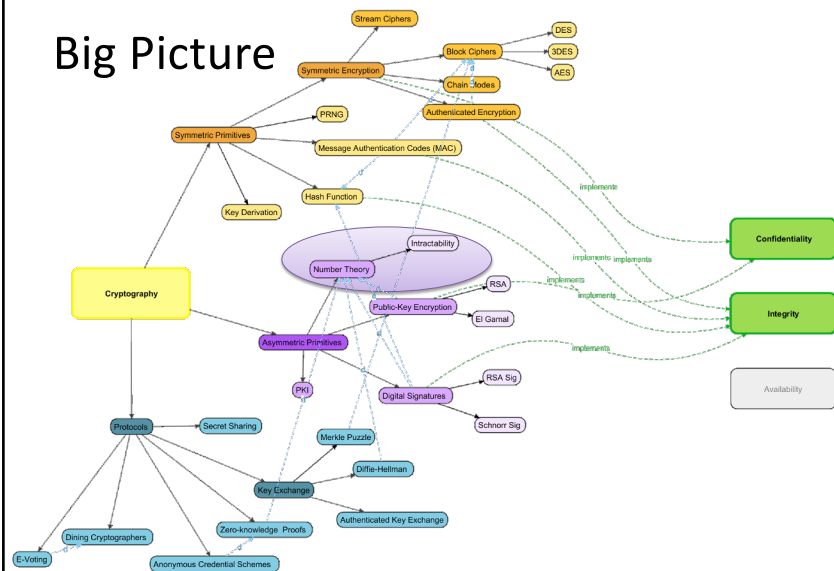 Big Picture
Stream Ciphers
DES
Block Ciphers
3DES
Symmetric Encryption
AES
Chain Modes
Authenticated Encryption
PRNG
Symmetric Primitives
Message Authentication Codes (MAC)
d
implements
Hash Function
Key Derivation
Confidentiality
Intractability
implements
implements
Number Theory
implements
RSA
Cryptography
d
implements
Public-Key Encryption
Integrity
El Gamal
Asymmetric Primitives
implements
d
RSA Sig
Availability
PKI
Digital Signatures
d
Schnorr Sig
Protocols
Secret Sharing
Merkle Puzzle
Diffie-Hellman
Key Exchange
Authenticated Key Exchange
Zero-knowledge Proofs
Dining Cryptographers
d
d
E-Voting
Anonymous Credential Schemes